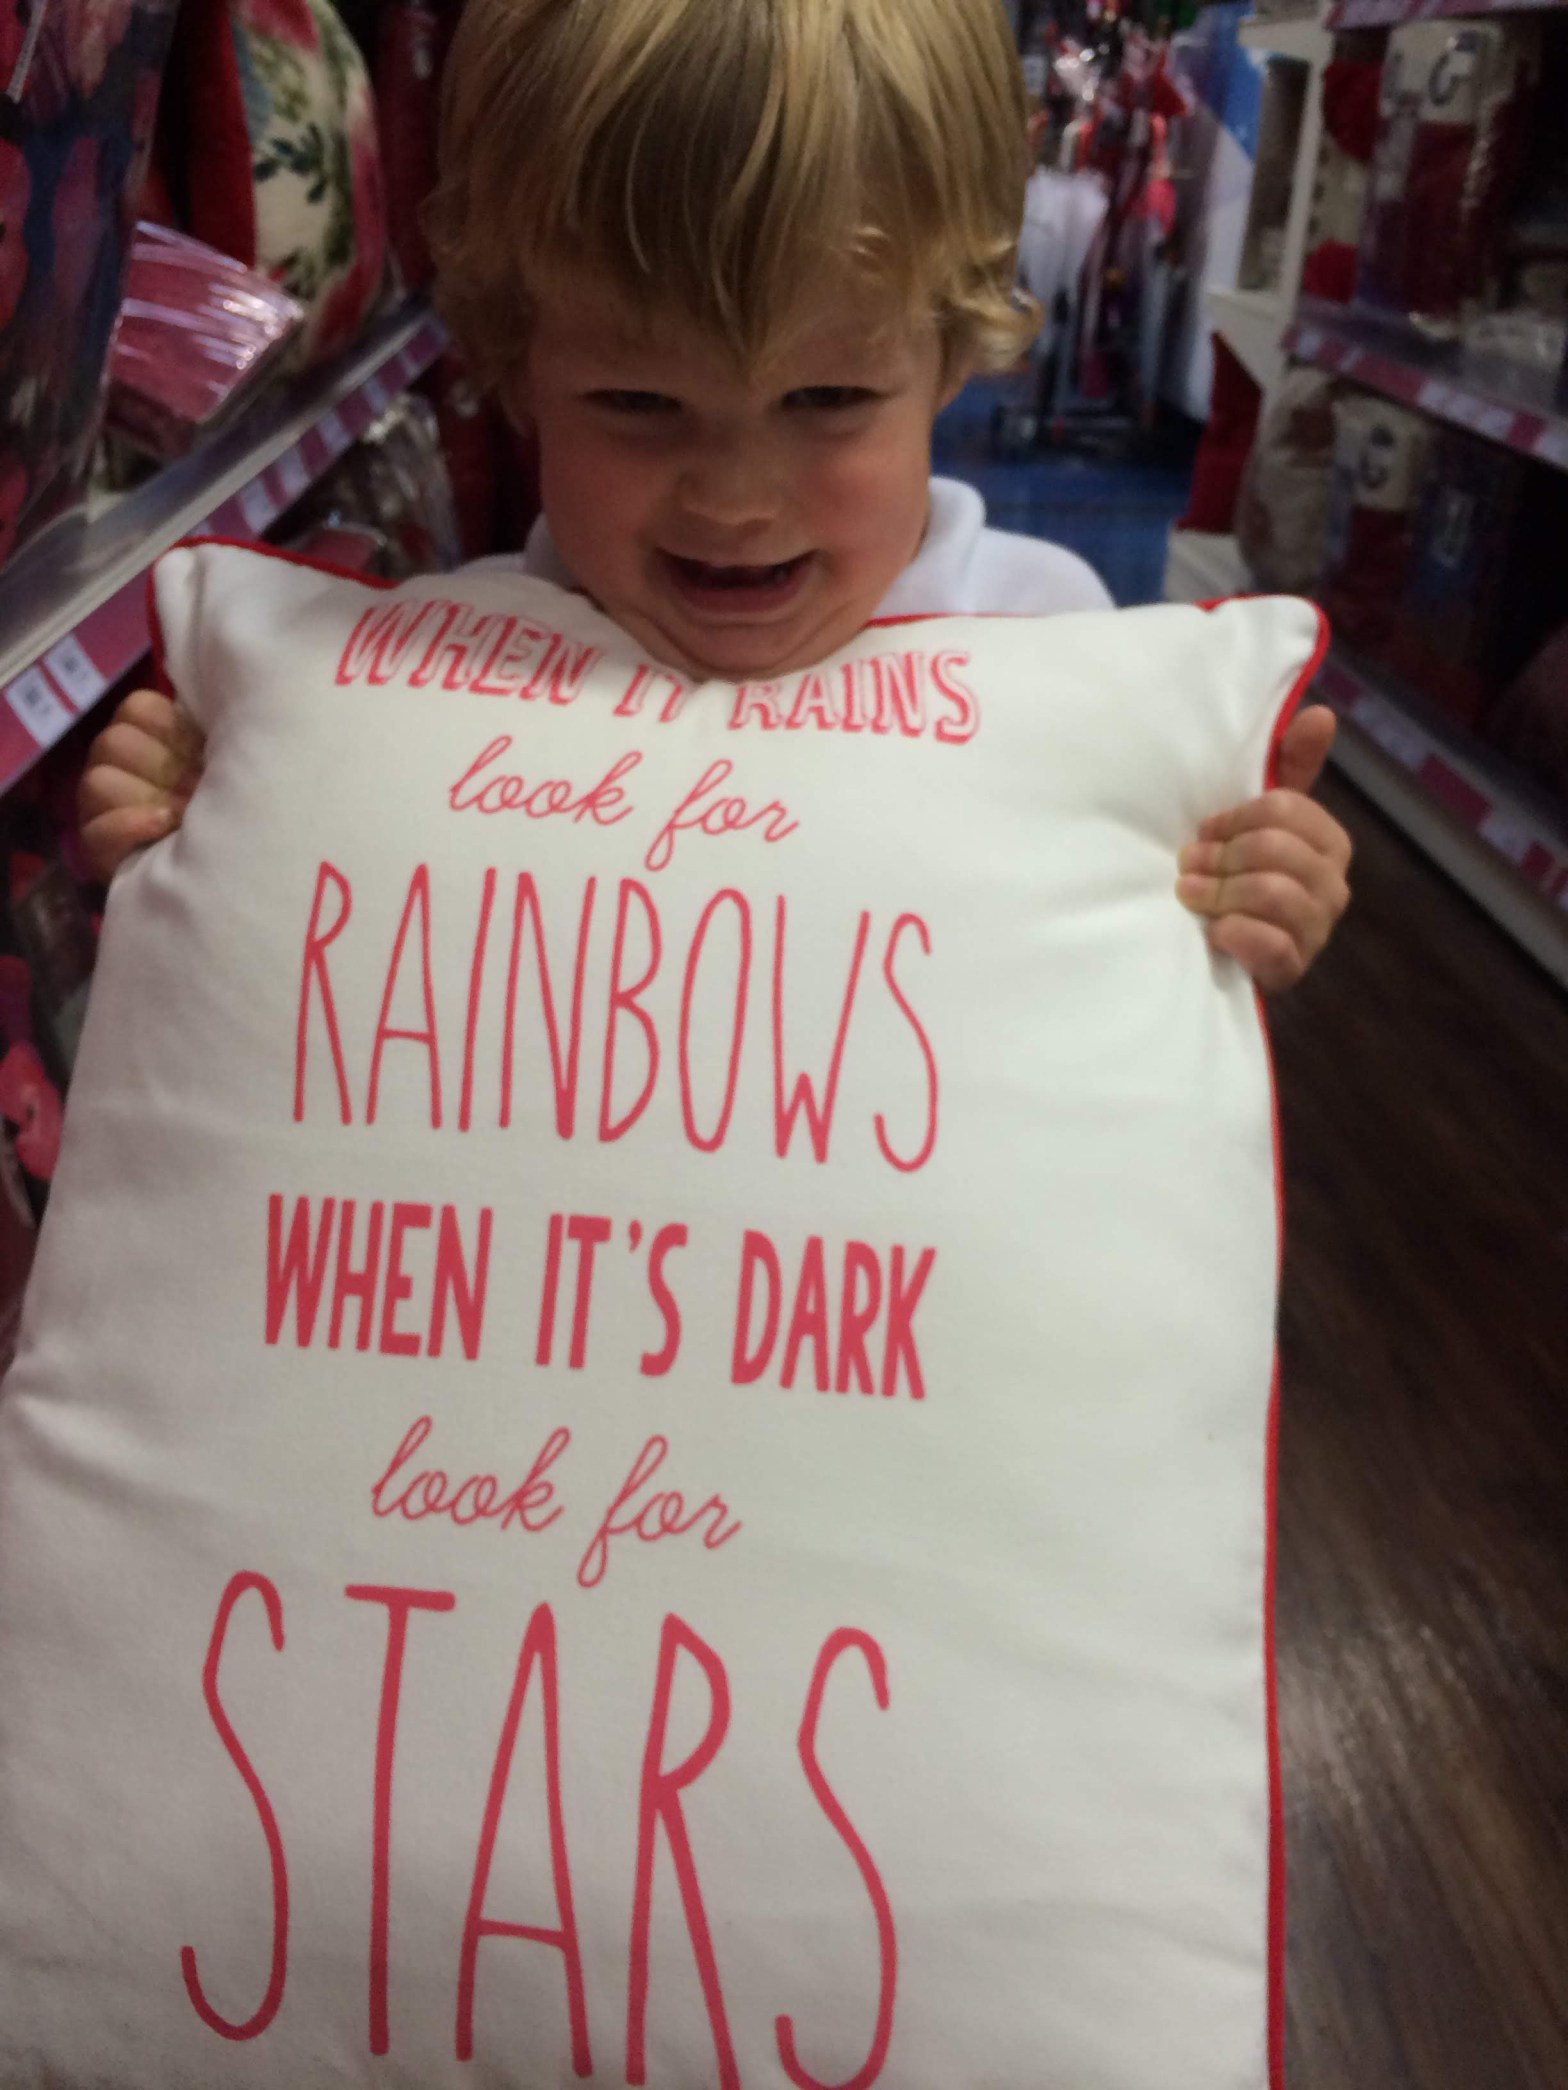 WHEN IT RAINS
look for
RAINBOWS
WHEN IT'S DARK
look for
STARS